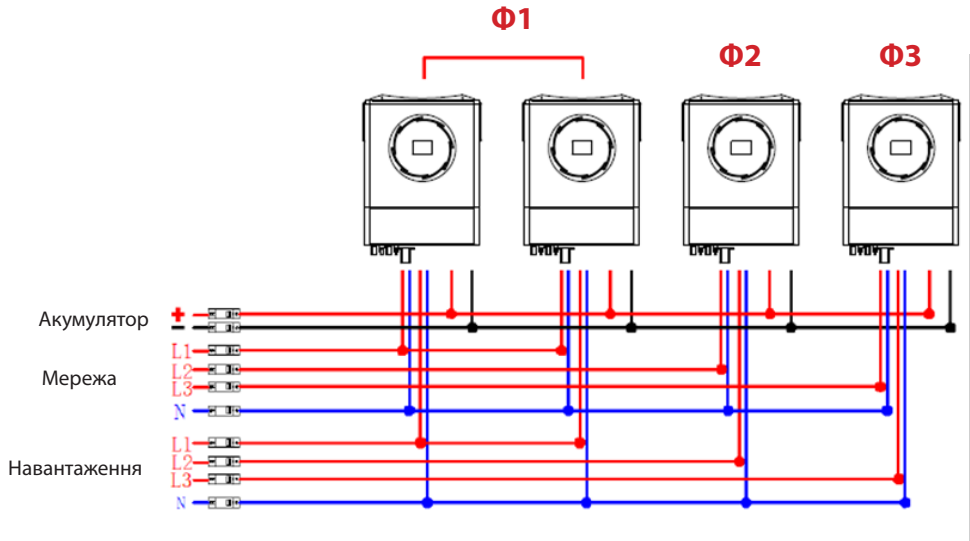 Ф1
Ф2
Ф3
Акумулятор
+
−
Мережа
L1
L2
L3
N
Навантаження
L1
L2
L3
N